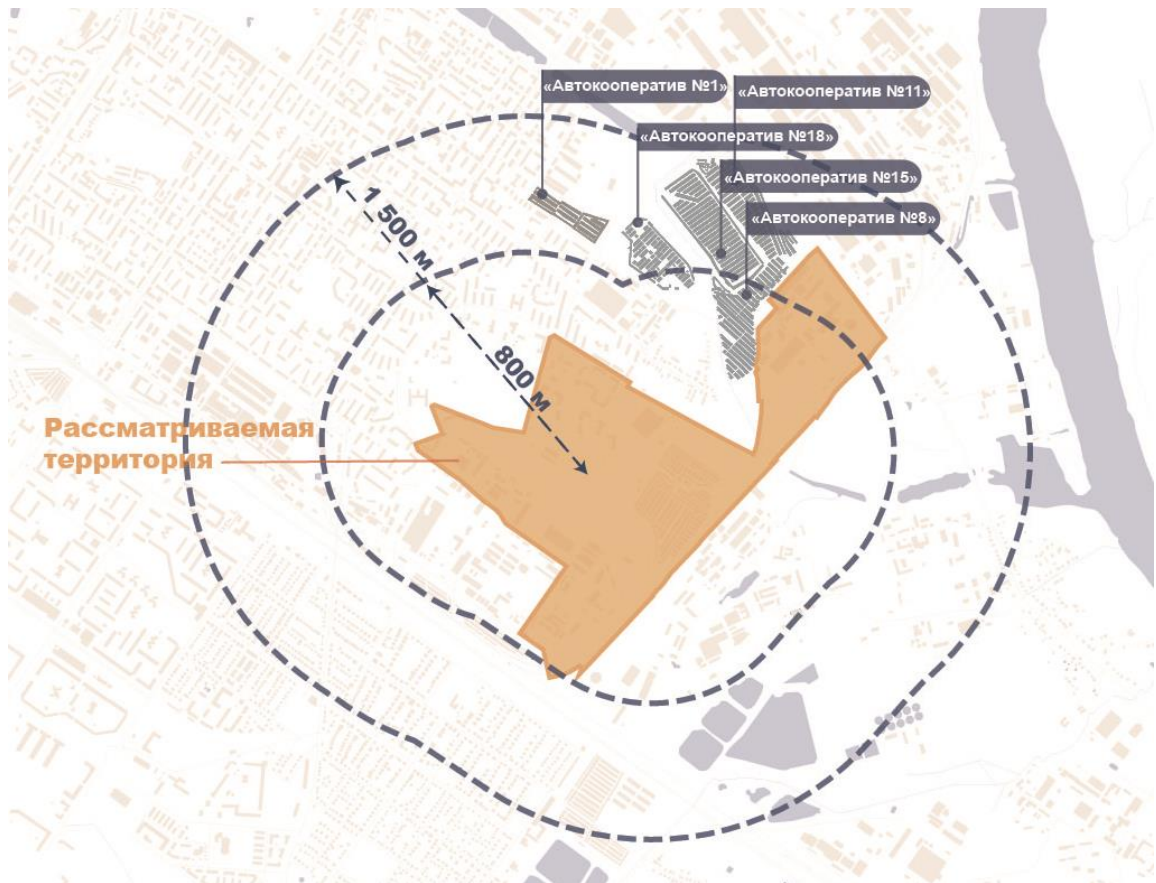 «Автокооператив №1»
«Автокооператив №11»
«Автокооператив №18»
«Автокооператив №15»
«Автокооператив №8»
1 500 м
800 м
Рассматриваемая
территория